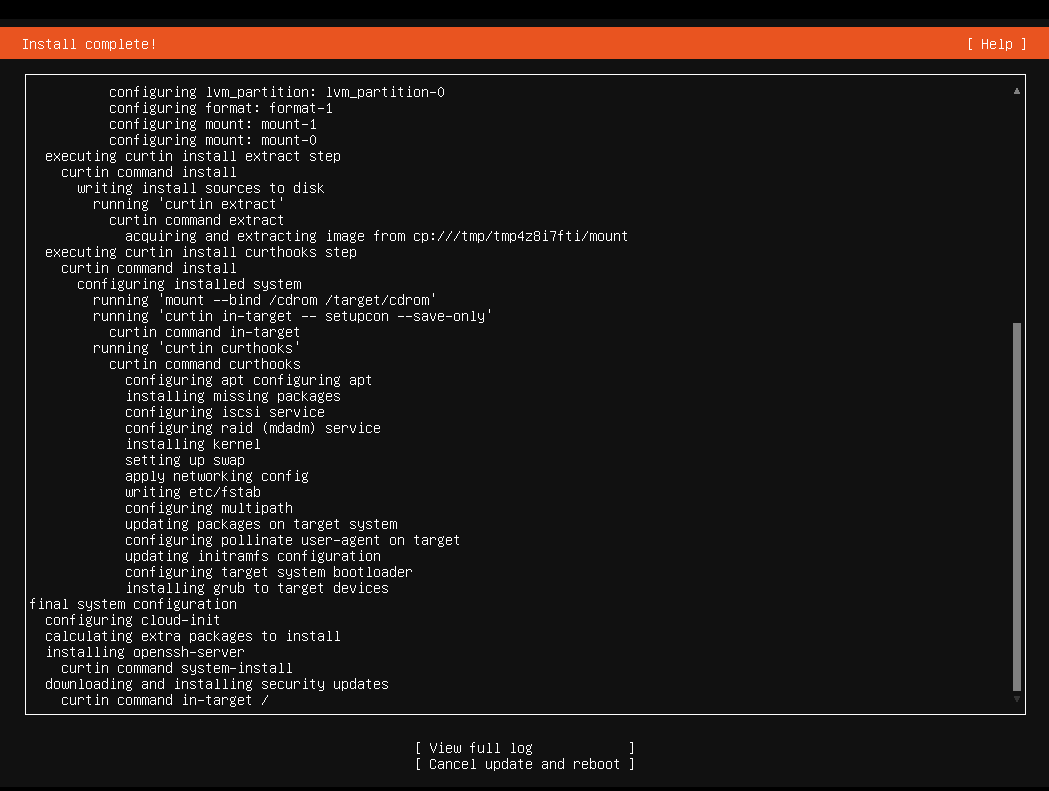 Install complete!
[ Help ]
configuring lvm_partition: lvm_partition-0
configuring format: format-1
configuring mount: mount-1
configuring mount: mount-0
executing curtin install extract step
curtin command install
writing install sources to disk
running 'curtin extract'
curtin command extract
acquiring and extracting image from cp:///tmp/tmp4z8i7fti/mount
executing curtin install curthooks step
curtin command install
configuring installed system
running 'mount --bind /cdrom /target/cdrom'
running 'curtin in-target -- setupcon --save-only'
curtin command in-target
running 'curtin curthooks'
curtin command curthooks
configuring apt configuring apt
installing missing packages
configuring iscsi service
configuring raid (mdadm) service
installing kernel
setting up swap
apply networking config
writing etc/fstab
configuring multipath
updating packages on target system
configuring pollinate user-agent on target
updating initramfs configuration
configuring target system bootloader
installing grub to target devices
final system configuration
configuring cloud-init
calculating extra packages to install
installing openssh-server
curtin command system-install
downloading and installing security updates
curtin command in-target /
[ View full log ]
[ Cancel update and reboot ]